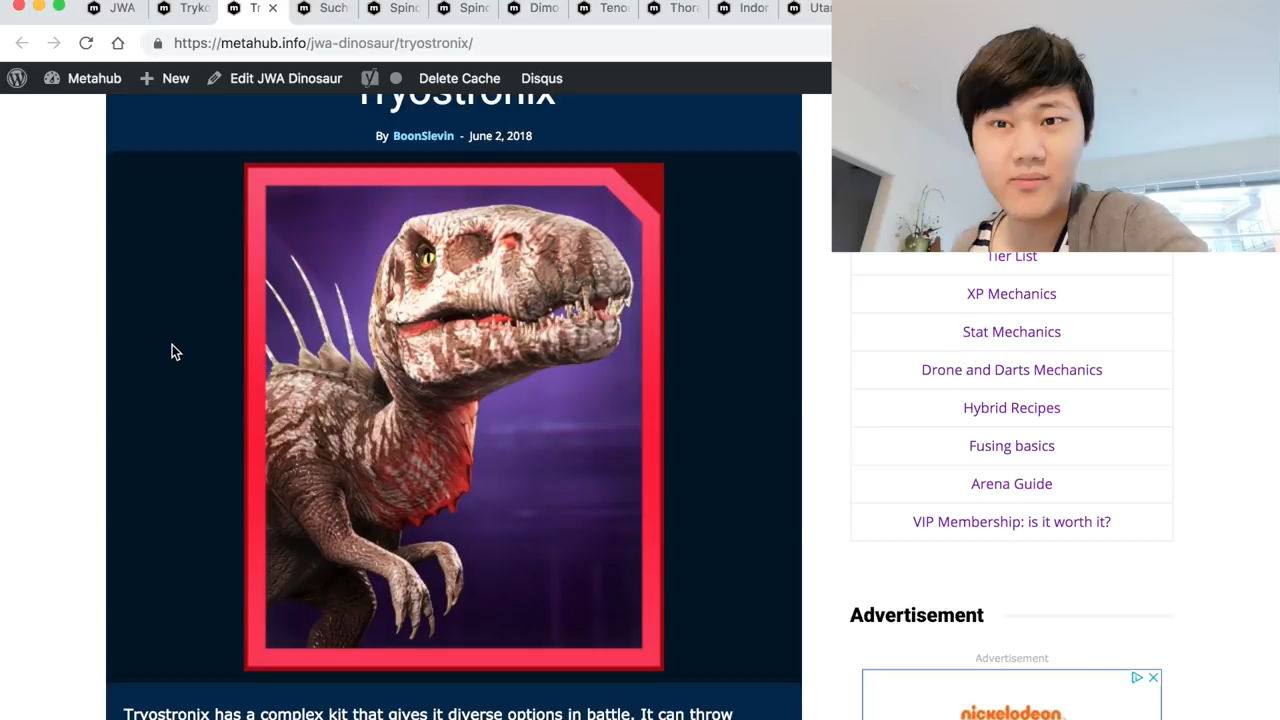 JWA
Tryko
Tr
Such
Spino
Spino
Dimo
Teno
Thora
Indor
Utar
https://metahub.info/jwa-dinosaur/tryostronix/
Metahub
New
Edit JWA Dinosaur
Delete Cache
Disqus
Tryostronix
By BoonSlevin - June 2, 2018
Tier List
XP Mechanics
Stat Mechanics
Drone and Darts Mechanics
Hybrid Recipes
Fusing basics
Arena Guide
VIP Membership: is it worth it?
Advertisement
Advertisement
nickelodeon
Tryostronix has a complex kit that gives it diverse options in battle. It can throw